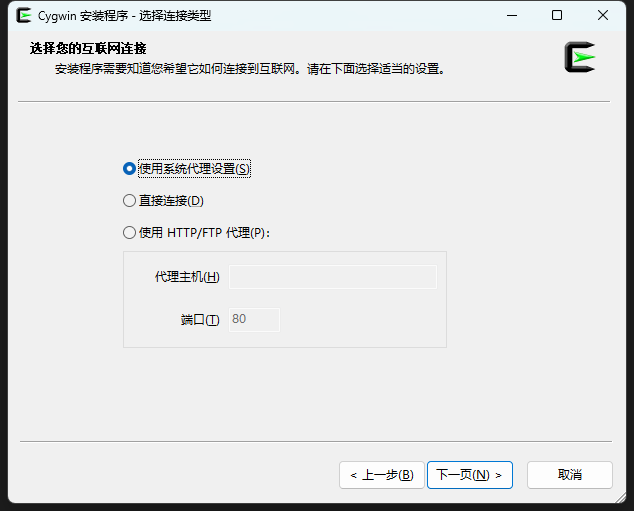 Cygwin 安装程序 - 选择连接类型
选择您的互联网连接
安装程序需要知道您希望它如何连接到互联网。请在下面选择适当的设置。
使用系统代理设置(S)
直接连接(D)
使用 HTTP/FTP 代理(P):
代理主机(H)
端口(T) 80
< 上一步(B) 下一页(N) > 取消